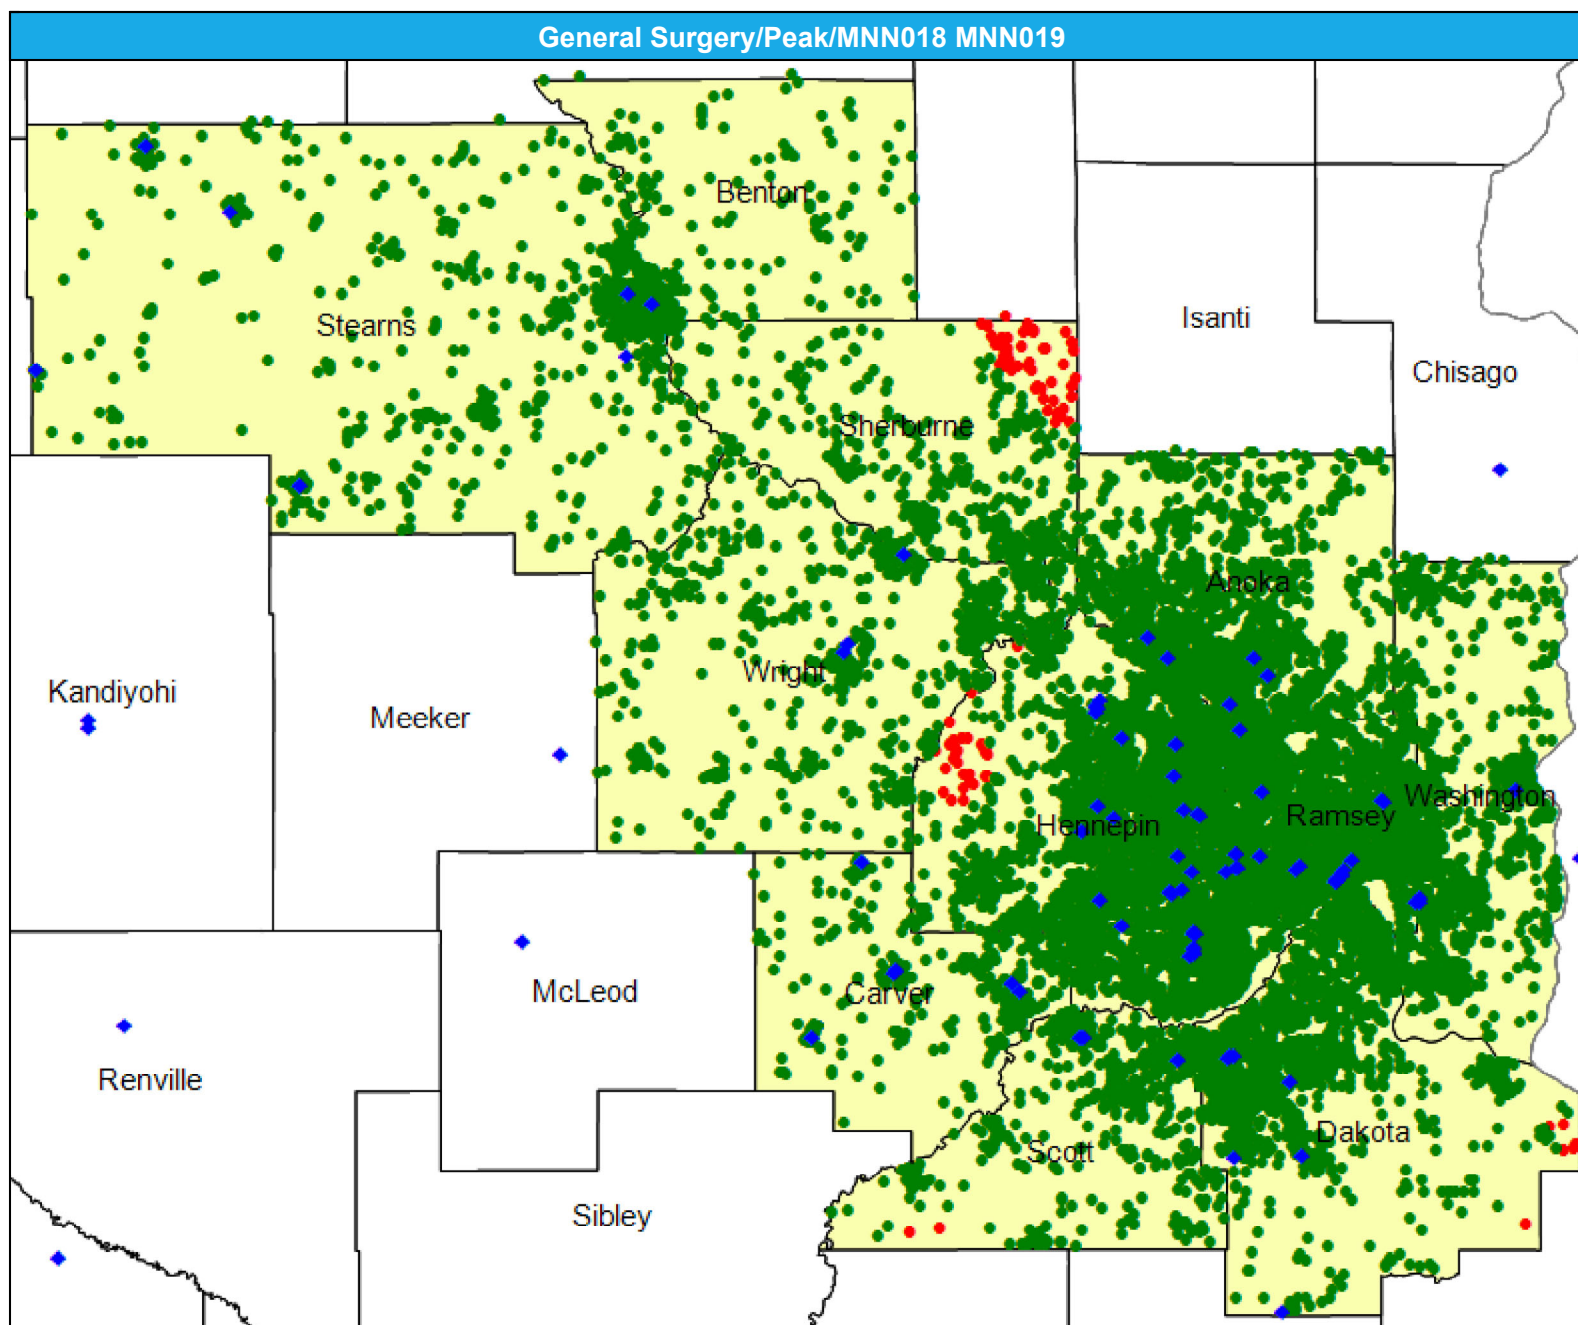 General Surgery/Peak/MNN018 MNN019
Benton
Stearns
Isanti
Chisago
Sherburne
Anoka
Wright
Kandiyohi
Meeker
Washington
Ramsey
Hennepin
McLeod
Carver
Renville
Dakota
Scott
Sibley